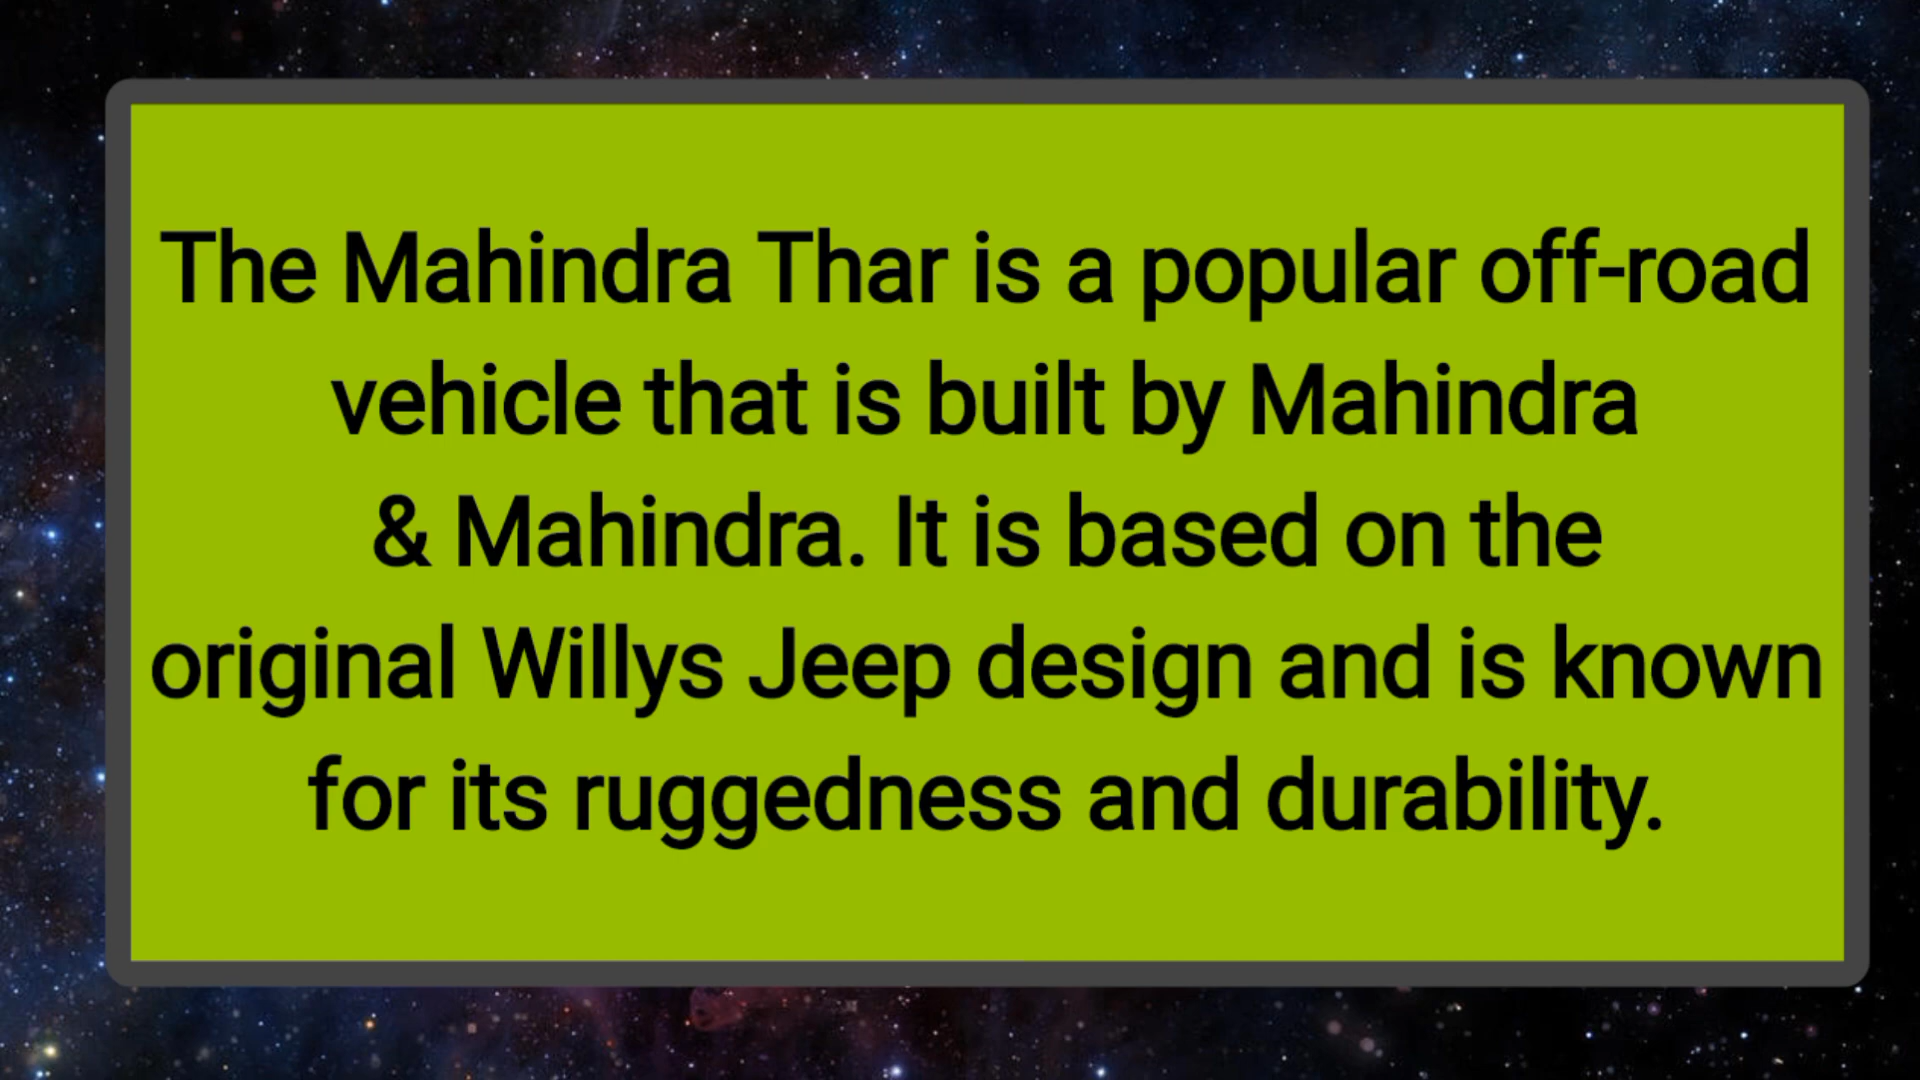 The Mahindra Thar is a popular off-road
vehicle that is built by Mahindra
& Mahindra. It is based on the
original Willys Jeep design and is known
for its ruggedness and durability.